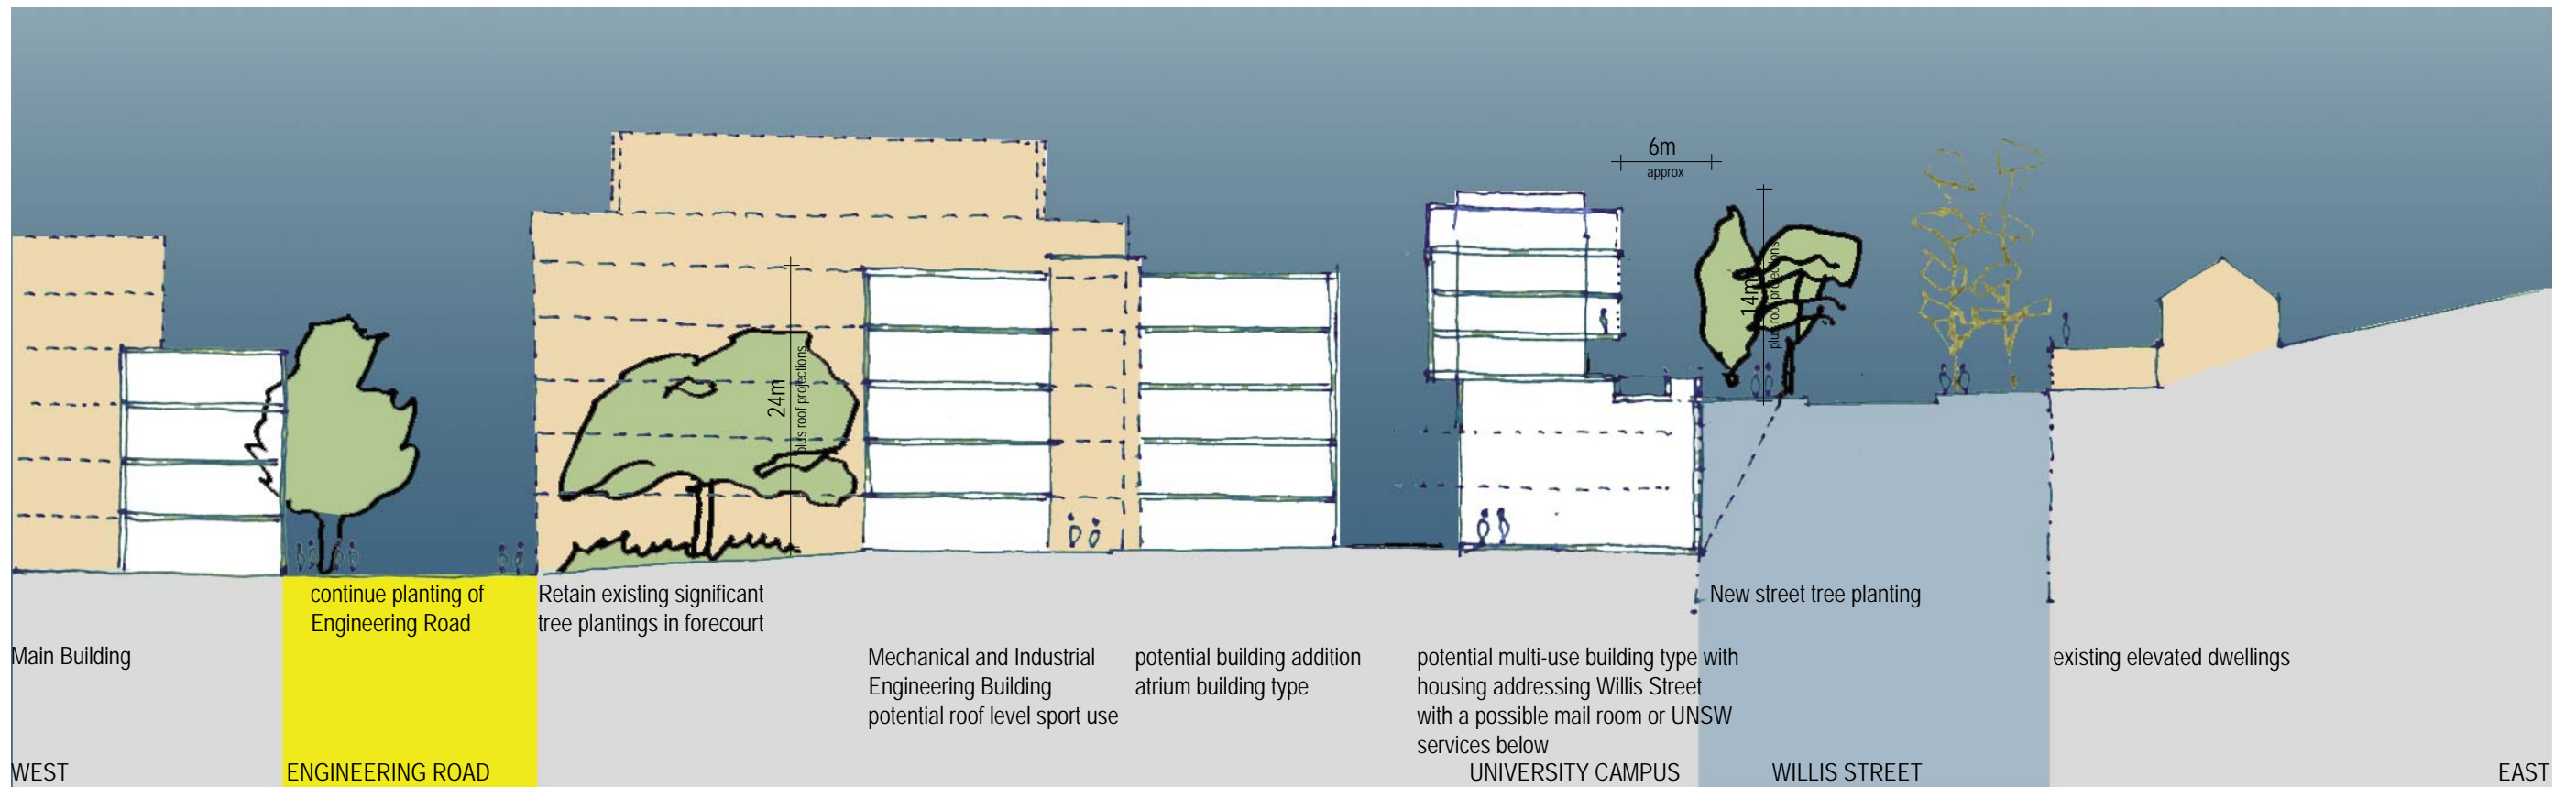 6m
approx
24m
plus roof projections
14m
plus roof projections
continue planting of
Engineering Road
Retain existing significant
tree plantings in forecourt
New street tree planting
Main Building
Mechanical and Industrial
Engineering Building
potential roof level sport use
potential building addition
atrium building type
potential multi-use building type with
housing addressing Willis Street
with a possible mail room or UNSW
services below
existing elevated dwellings
WEST
ENGINEERING ROAD
UNIVERSITY CAMPUS
WILLIS STREET
EAST